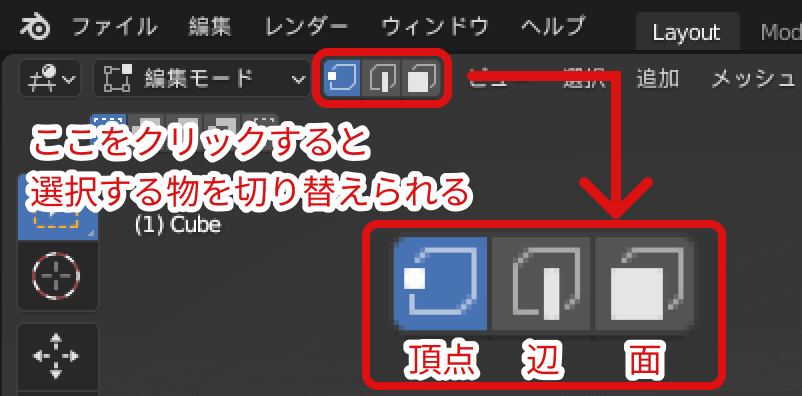 ファイル 編集 レンダー ウィンドウ ヘルプ Layout Mod
編集モード ビュー 選択 追加 メッシュ
ここをクリックすると
選択する物を切り替えられる
(1) Cube
頂点 辺 面